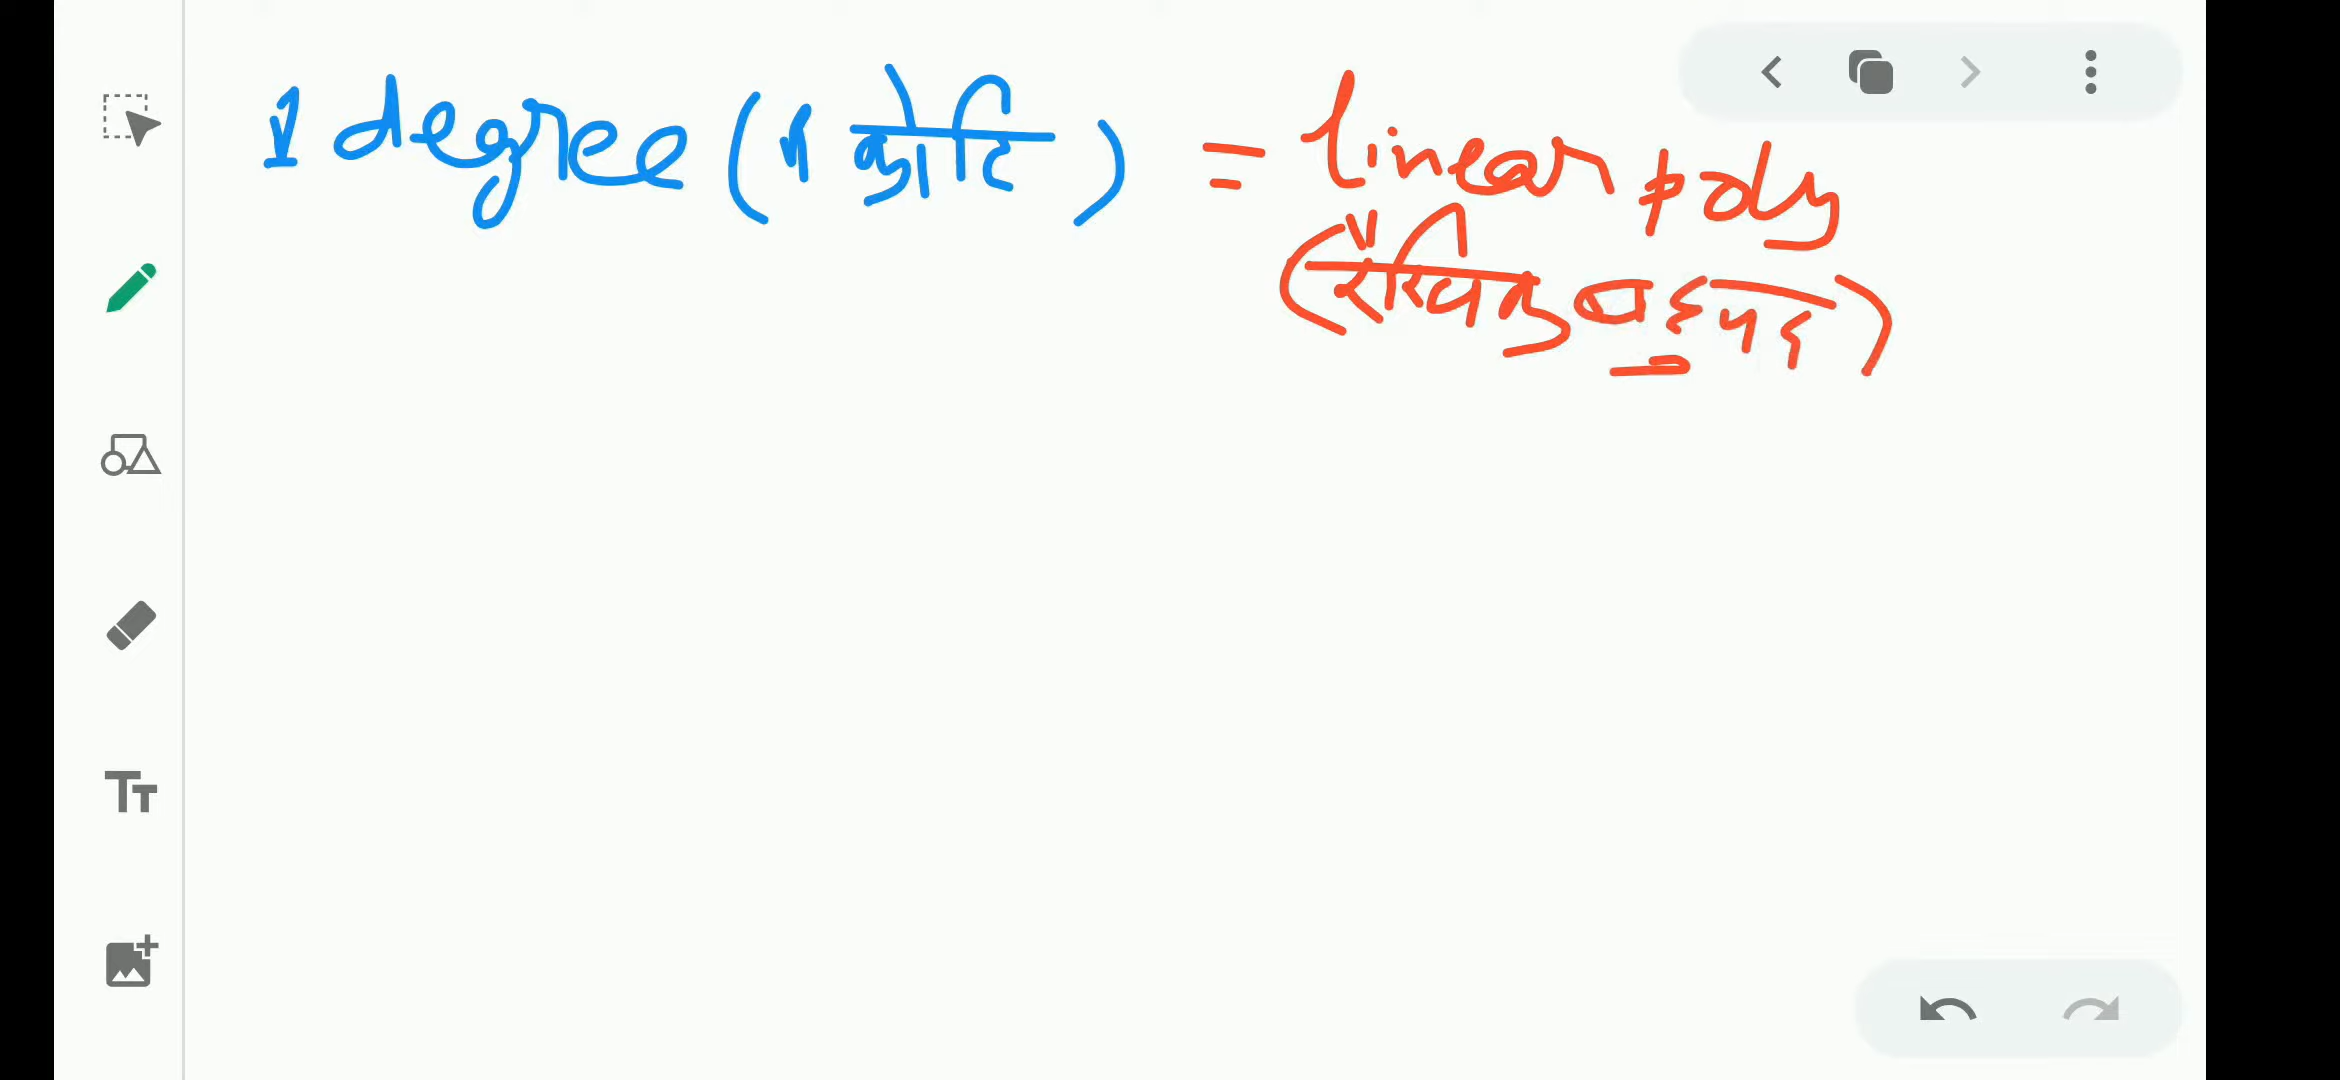 1 degree (1 कोटि) = linear poly
(रैखिक बहुपद)